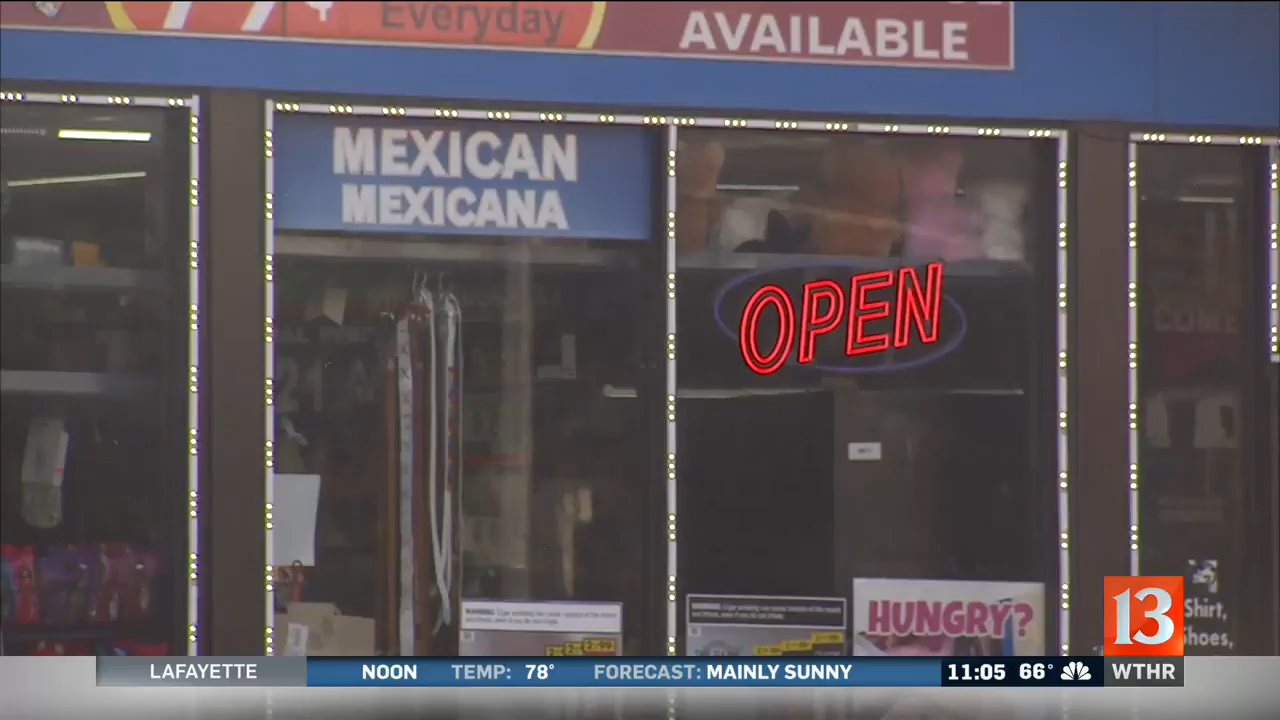 Everyday
AVAILABLE
MEXICAN
MEXICANA
OPEN
COME
HUNGRY?
Shirt,
Shoes,
13
LAFAYETTE
NOON TEMP: 78° FORECAST: MAINLY SUNNY
11:05 66°
WTHR